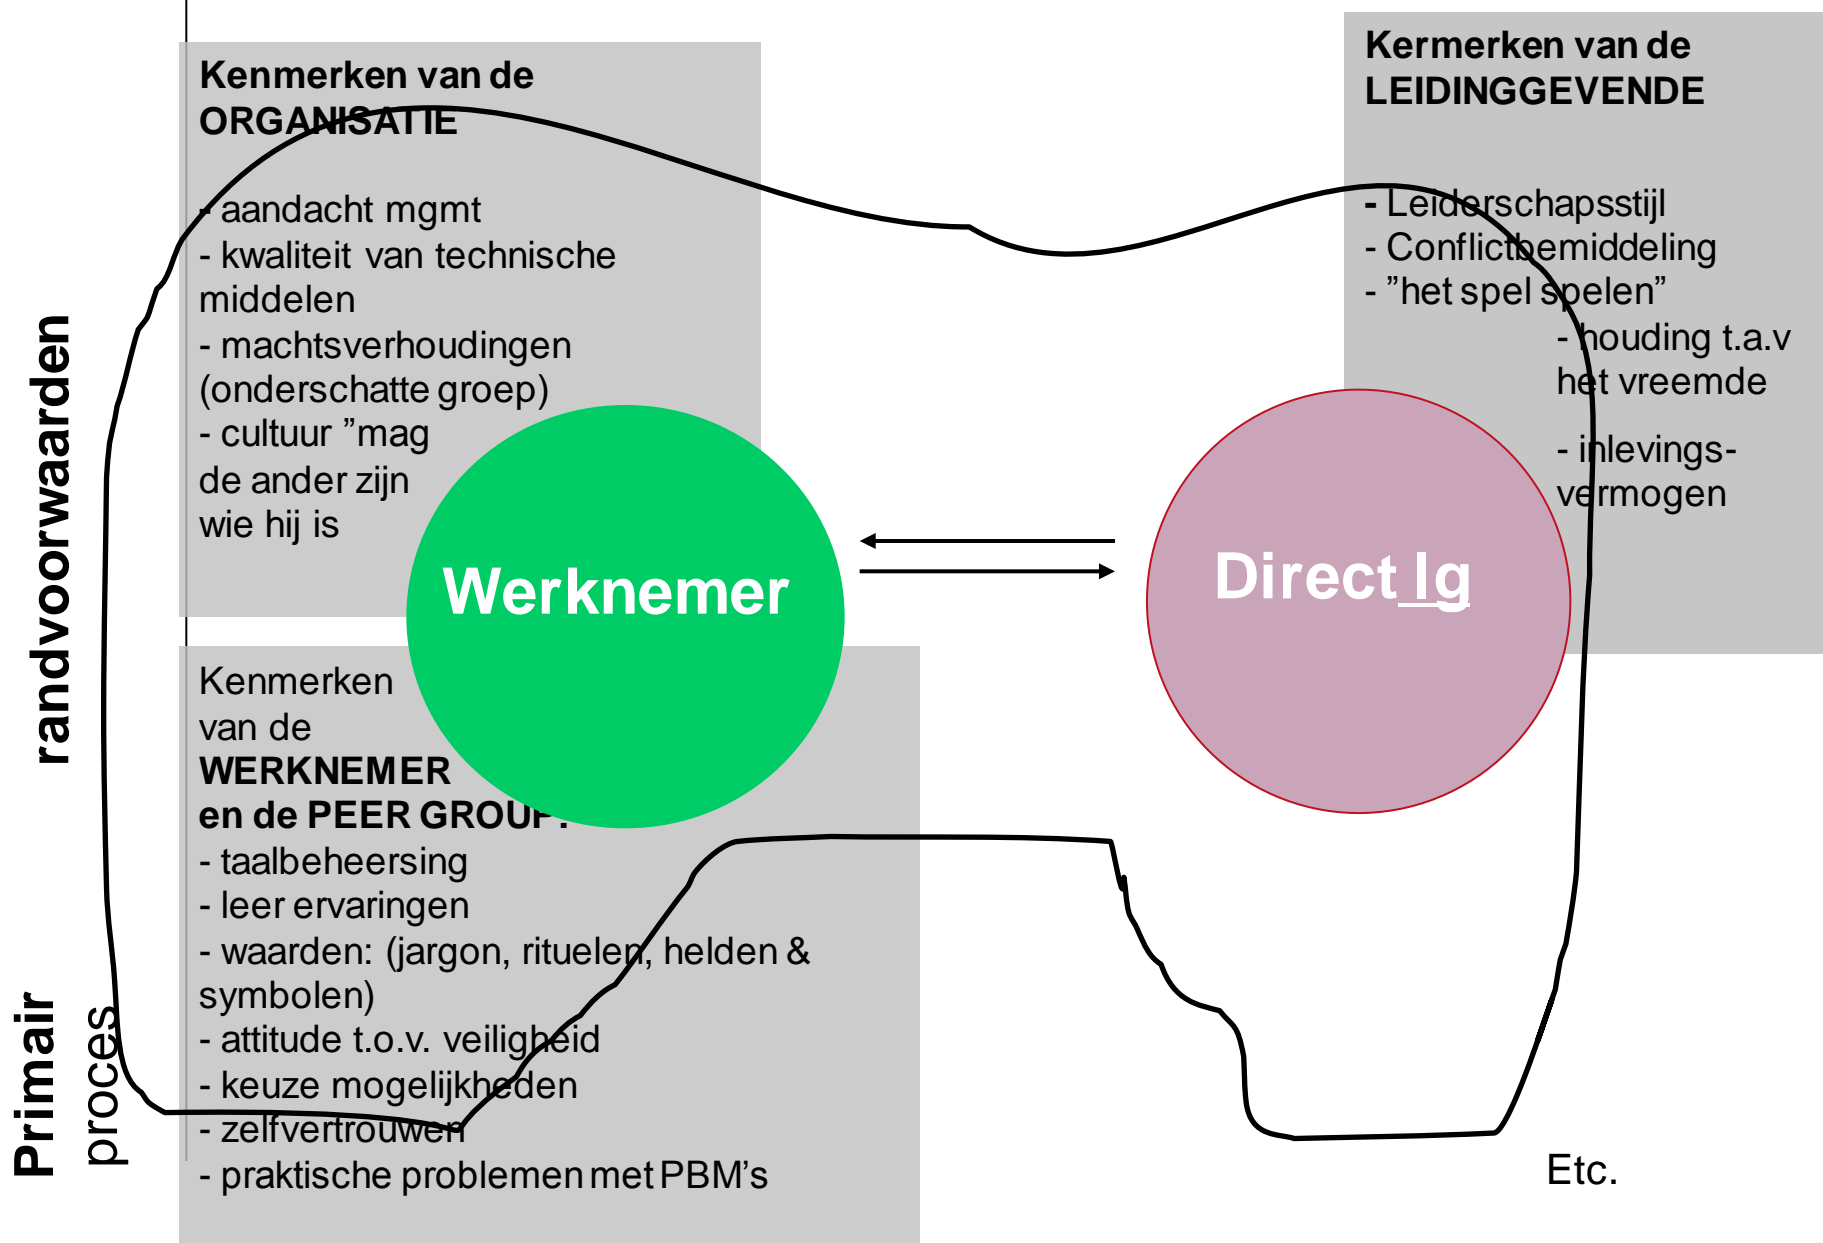 Kenmerken van de
ORGANISATIE
- aandacht mgmt
- kwaliteit van technische
middelen
- machtsverhoudingen
(onderschatte groep)
- cultuur ”mag
de ander zijn
wie hij is
Kermerken van de
LEIDINGGEVENDE
- Leiderschapsstijl
- Conflictbemiddeling
- ”het spel spelen”
- houding t.a.v
het vreemde
- inlevings-
vermogen
randvoorwaarden
Werknemer
Direct lg
Kenmerken
van de
WERKNEMER
en de PEER GROUP:
- taalbeheersing
- leer ervaringen
- waarden: (jargon, rituelen, helden &
symbolen)
- attitude t.o.v. veiligheid
- keuze mogelijkheden
- zelfvertrouwen
- praktische problemen met PBM’s
Primair
proces
Etc.